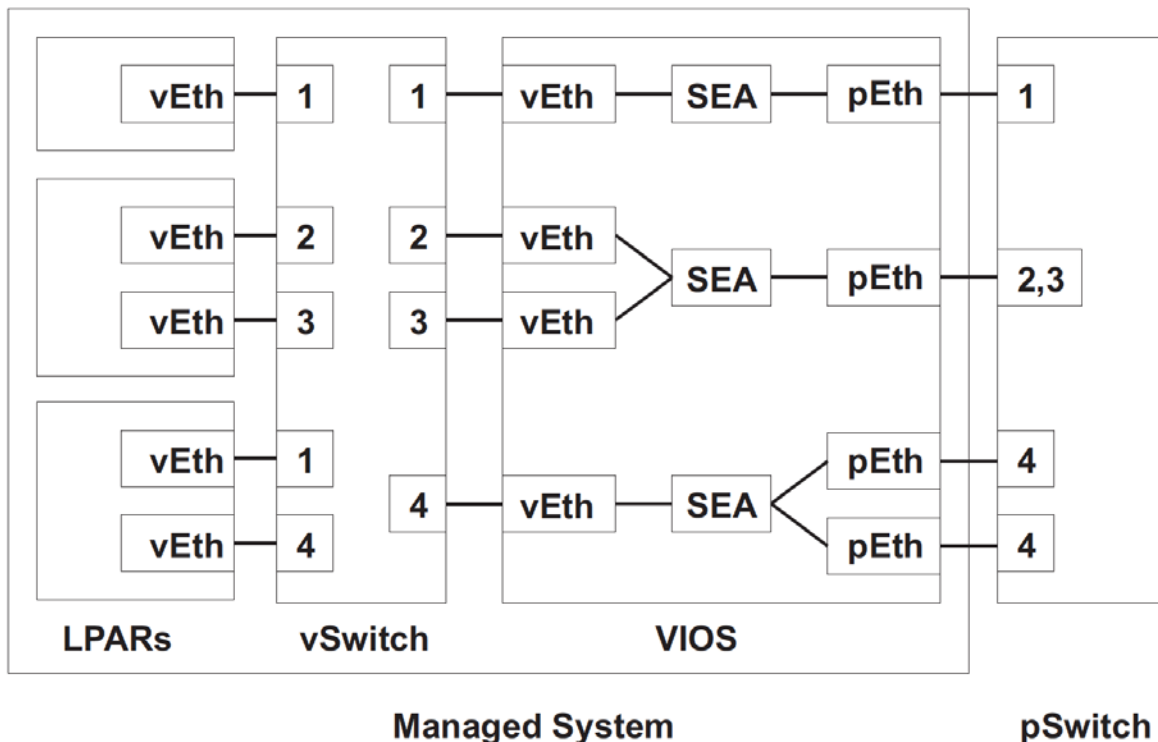 vEth 1 1 vEth SEA pEth 1
vEth 2 2 vEth SEA pEth 2,3
vEth 3 3 vEth
vEth 1 pEth 4
4 vEth SEA
vEth 4 pEth 4
LPARs vSwitch VIOS
Managed System pSwitch